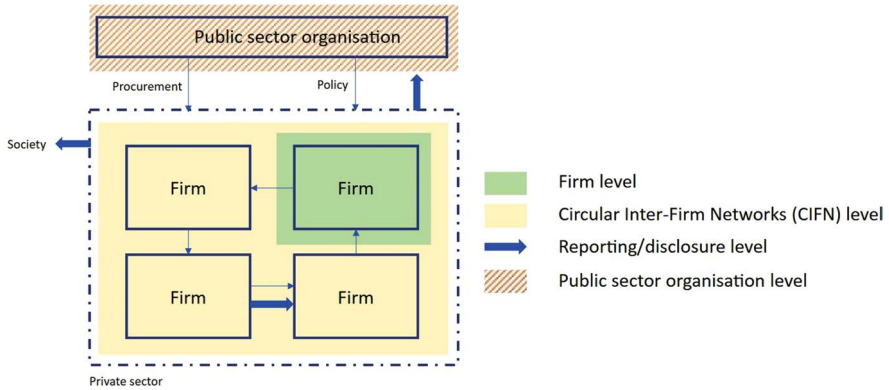 Public sector organisation
Procurement
Policy
Society
Firm
Firm
Firm
Firm
Private sector
Firm level
Circular Inter-Firm Networks (CIFN) level
Reporting/disclosure level
Public sector organisation level